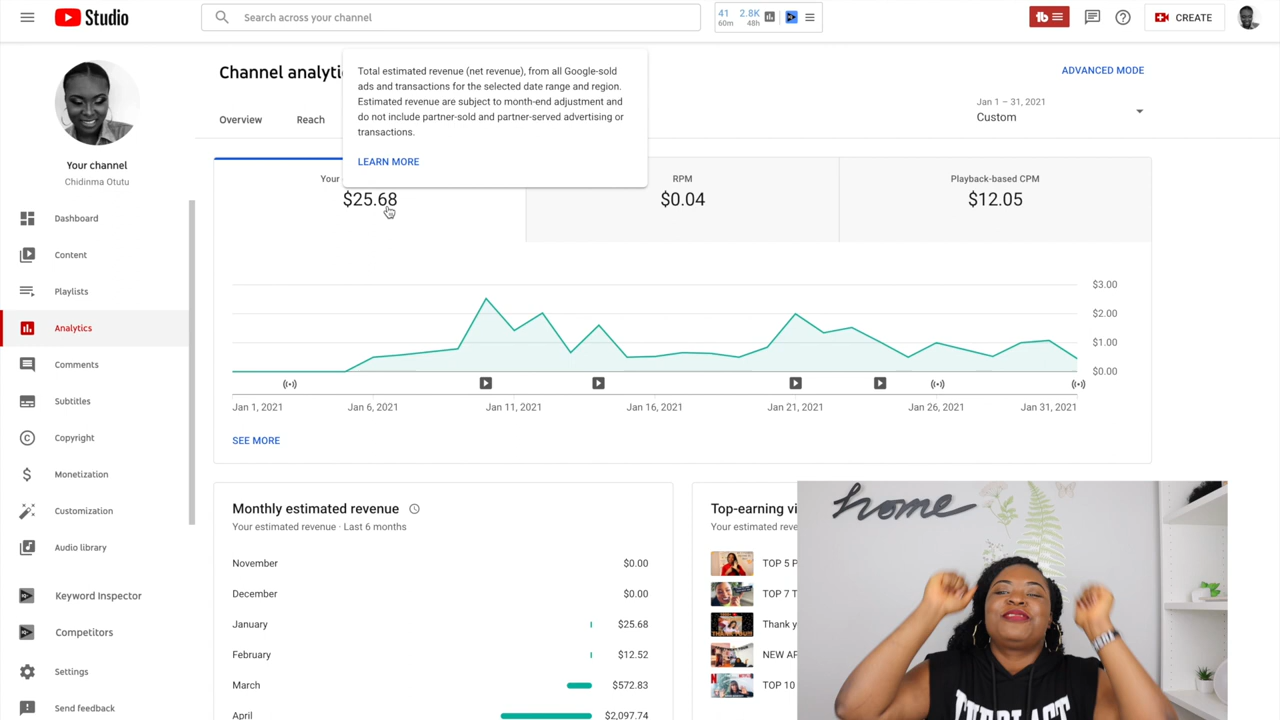 Studio
Search across your channel
41
60m
2.8K
48h
tb
CREATE
Channel analyti
ADVANCED MODE
Total estimated revenue (net revenue), from all Google-sold
ads and transactions for the selected date range and region.
Estimated revenue are subject to month-end adjustment and
do not include partner-sold and partner-served advertising or
transactions.
LEARN MORE
Jan 1 – 31, 2021
Custom
Overview
Reach
Your channel
Chidinma Otutu
Your
$25.68
RPM
$0.04
Playback-based CPM
$12.05
Dashboard
Content
Playlists
Analytics
Comments
Subtitles
Copyright
Monetization
Customization
Audio library
Keyword Inspector
Competitors
Settings
Send feedback
$3.00
$2.00
$1.00
$0.00
Jan 1, 2021
Jan 6, 2021
Jan 11, 2021
Jan 16, 2021
Jan 21, 2021
Jan 26, 2021
Jan 31, 2021
SEE MORE
Monthly estimated revenue
Your estimated revenue · Last 6 months
November $0.00
December $0.00
January $25.68
February $12.52
March $572.83
April $2,097.74
Top-earning vi
Your estimated reve
TOP 5 P
TOP 7 T
Thank y
NEW AF
TOP 10
home